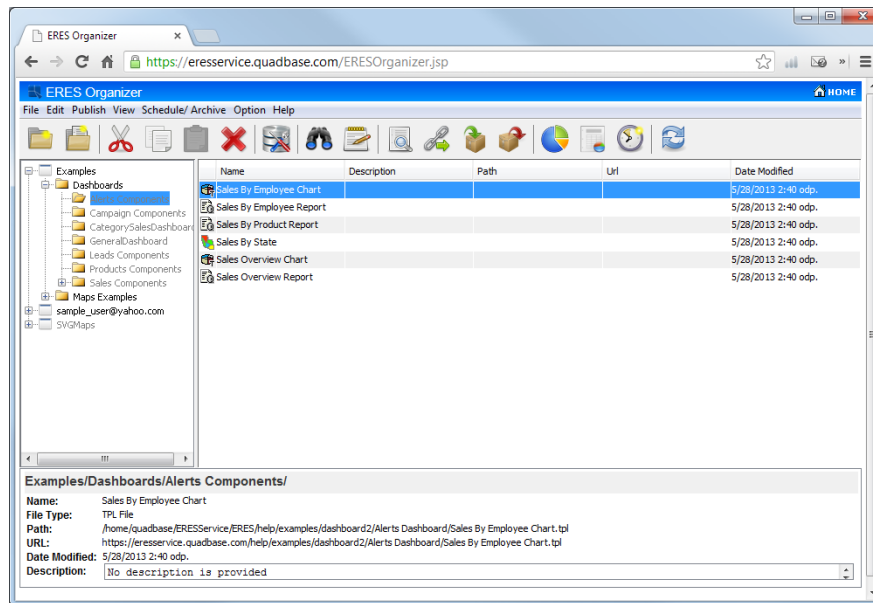 ERES Organizer
https://eresservice.quadbase.com/ERESOrganizer.jsp
ERES Organizer
HOME
File Edit Publish View Schedule/ Archive Option Help
Examples
Dashboards
Campaign Components
CategorySalesDashboar
GeneralDashboard
Leads Components
Products Components
Sales Components
Maps Examples
sample_user@yahoo.com
SVGMaps
Name Description Path Url Date Modified
Sales By Employee Chart 5/28/2013 2:40 odp.
Sales By Employee Report 5/28/2013 2:40 odp.
Sales By Product Report 5/28/2013 2:40 odp.
Sales By State 5/28/2013 2:40 odp.
Sales Overview Chart 5/28/2013 2:40 odp.
Sales Overview Report 5/28/2013 2:40 odp.
Examples/Dashboards/Alerts Components/
Name: Sales By Employee Chart
File Type: TPL File
Path: /home/quadbase/ERESService/ERES/help/examples/dashboard2/Alerts Dashboard/Sales By Employee Chart.tpl
URL: https://eresservice.quadbase.com/help/examples/dashboard2/Alerts Dashboard/Sales By Employee Chart.tpl
Date Modified: 5/28/2013 2:40 odp.
Description: No description is provided